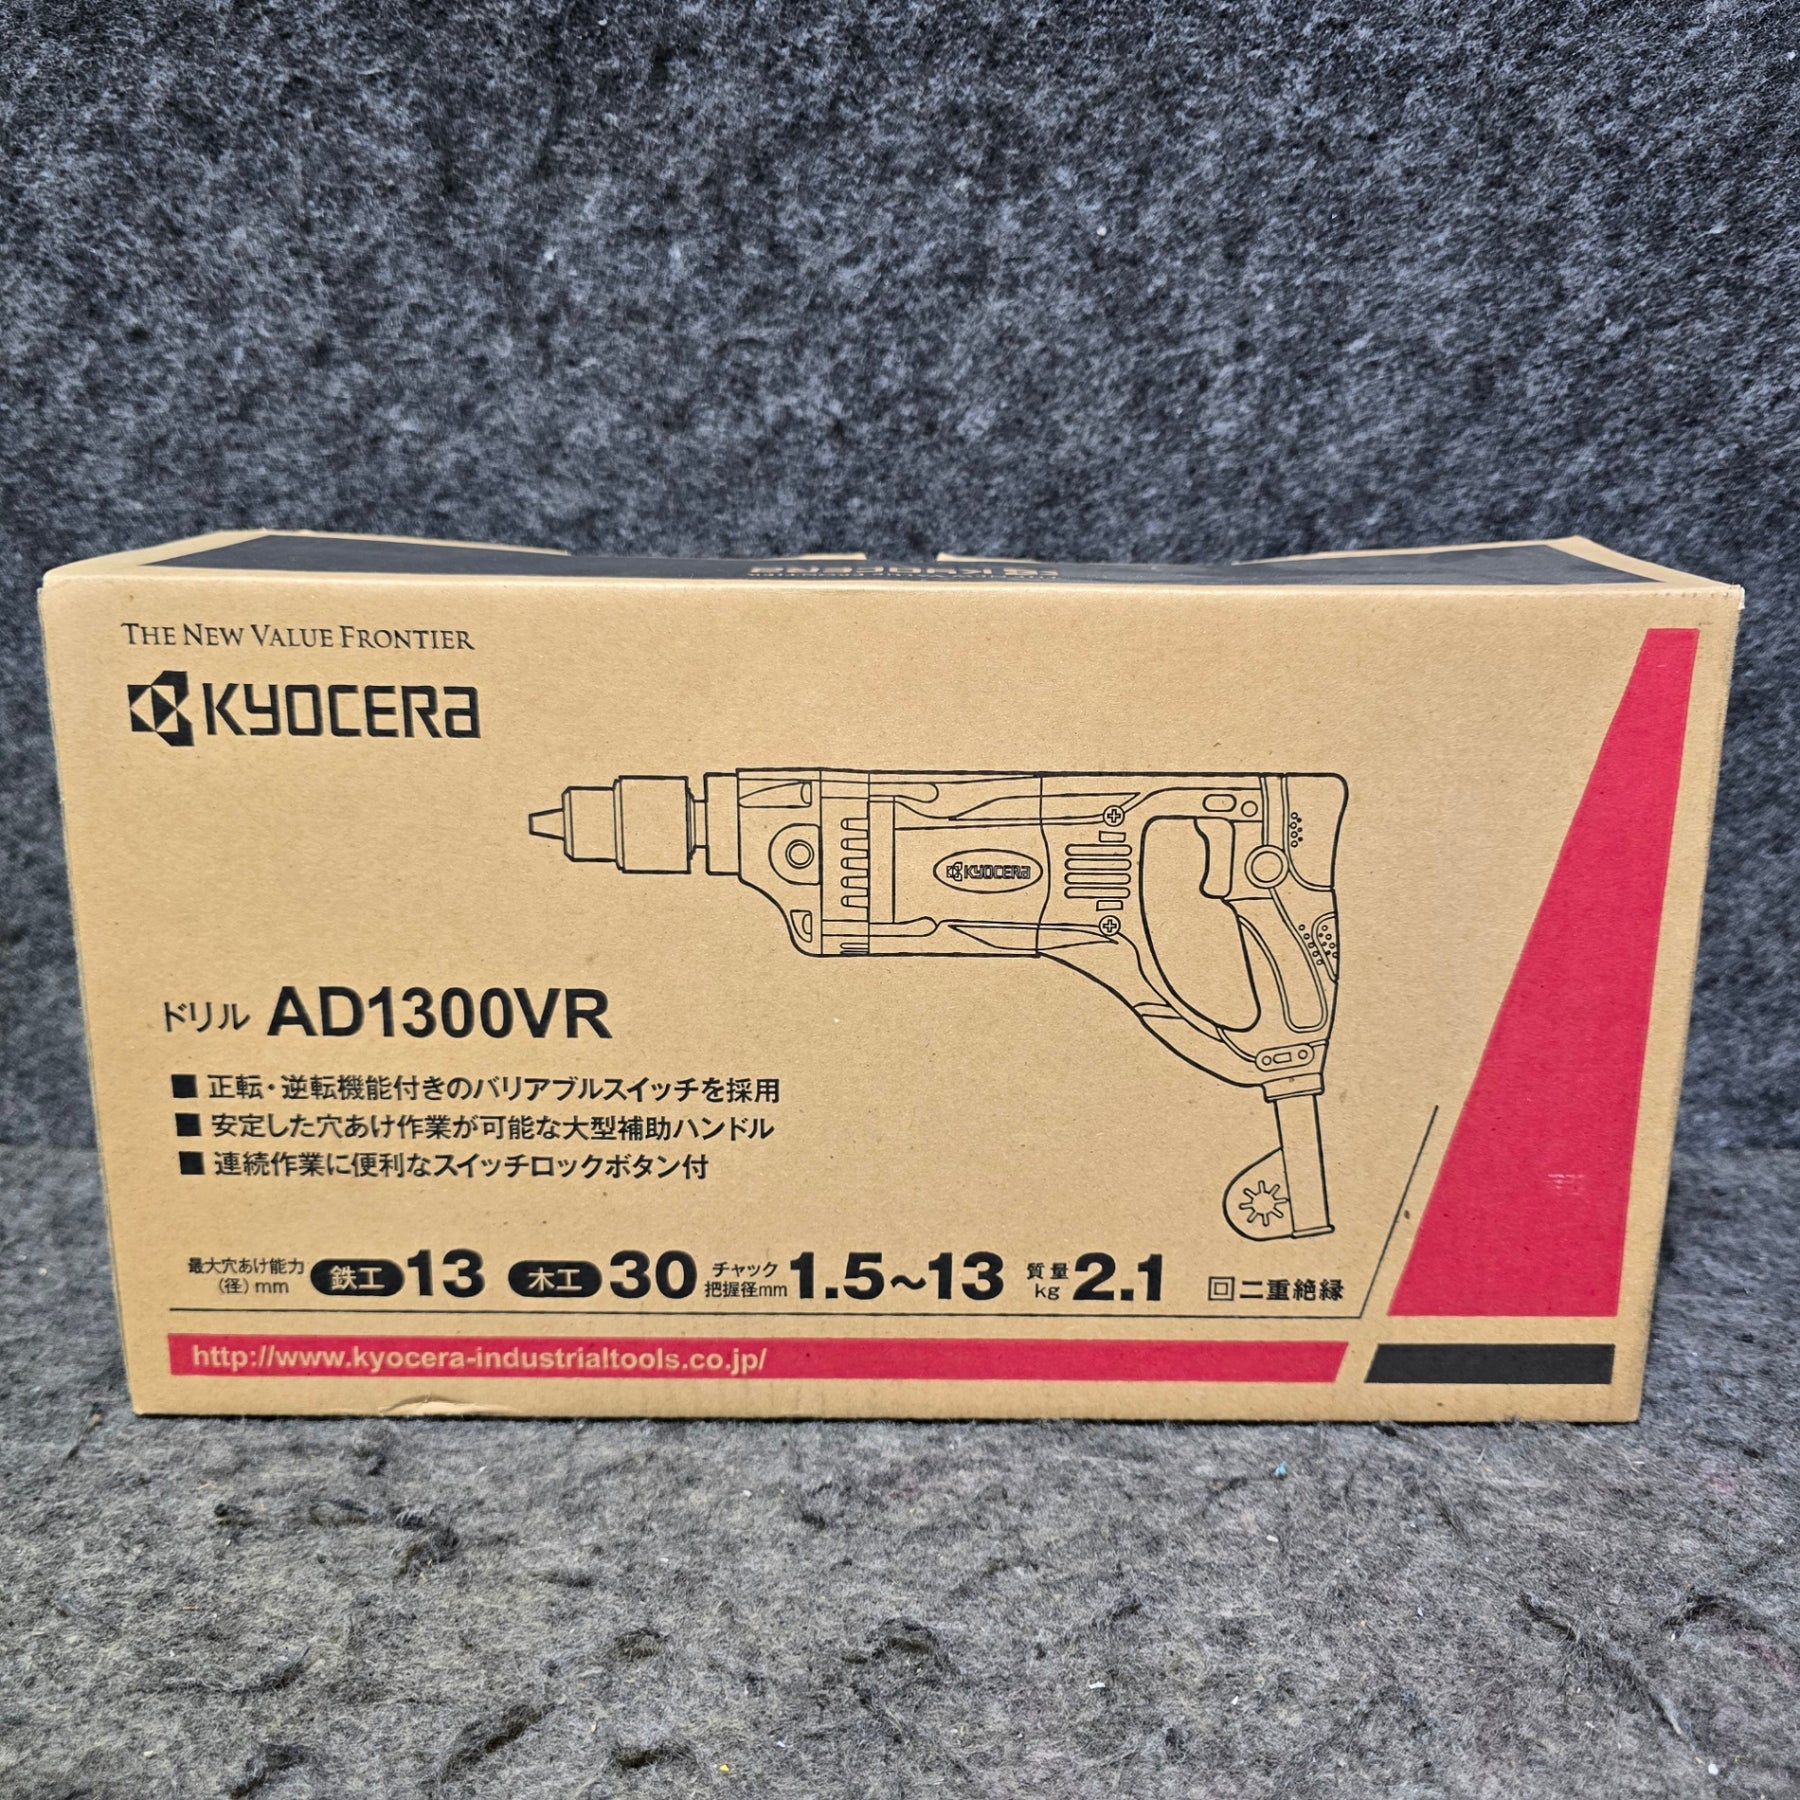 THE NEW VALUE FRONTIER
KYOCERA
KYOCERA
ドリル AD1300VR
■ 正転・逆転機能付きのバリアブルスイッチを採用
■ 安定した穴あけ作業が可能な大型補助ハンドル
■ 連続作業に便利なスイッチロックボタン付
最大穴あけ能力(径)mm 鉄工 13 木工 30 チャック把握径mm 1.5~13 質量kg 2.1 回 二重絶縁
http://www.kyocera-industrialtools.co.jp/